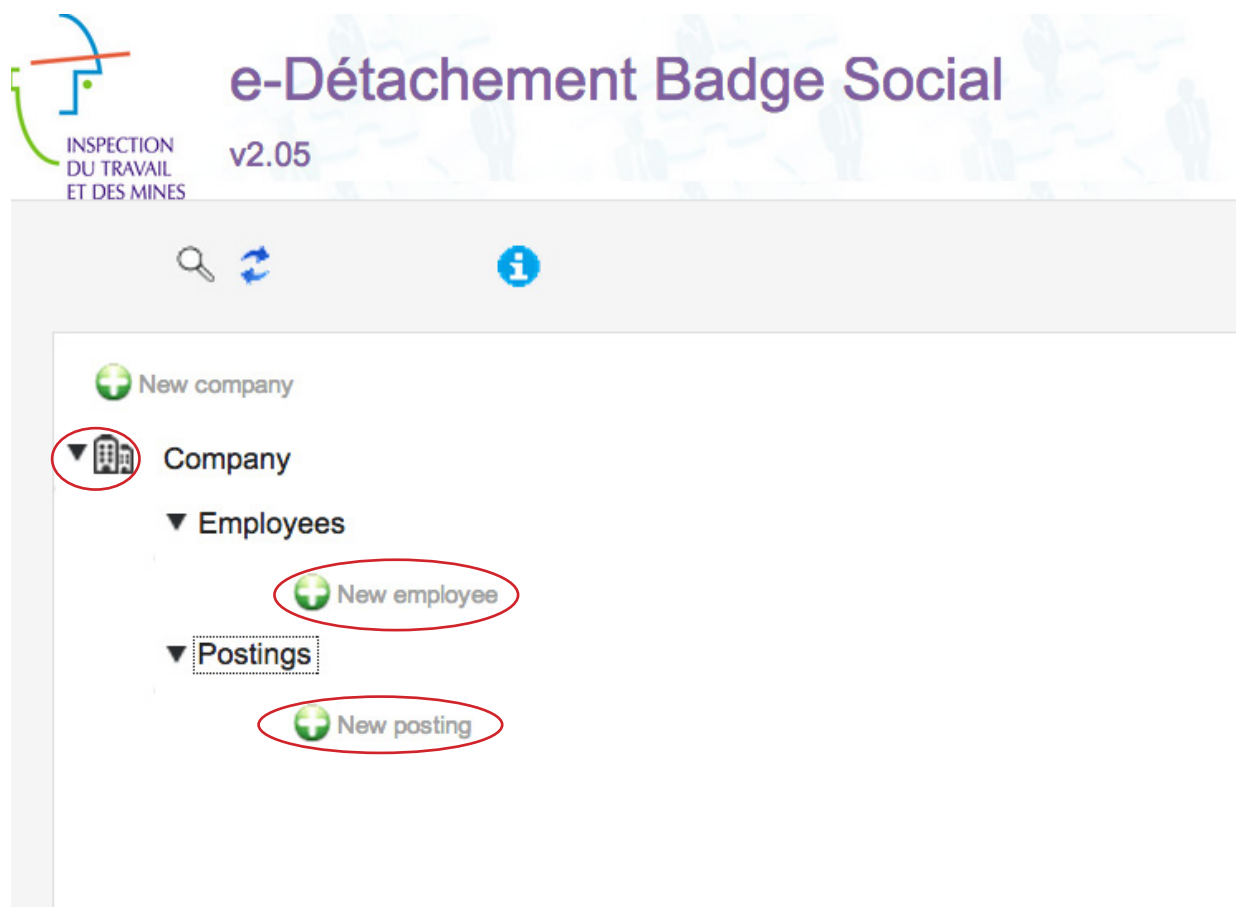 e-Détachement Badge Social
v2.05
INSPECTION
DU TRAVAIL
ET DES MINES
New company
Company
Employees
New employee
Postings
New posting